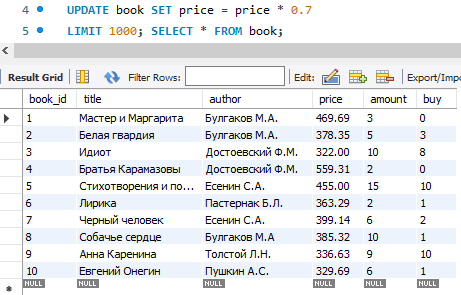 4 UPDATE book SET price = price * 0.7
5 LIMIT 1000; SELECT * FROM book;
Result Grid Filter Rows: Edit: Export/Impo
book_id title author price amount buy
1 Мастер и Маргарита Булгаков М.А. 469.69 3 0
2 Белая гвардия Булгаков М.А. 378.35 5 3
3 Идиот Достоевский Ф.М. 322.00 10 8
4 Братья Карамазовы Достоевский Ф.М. 559.31 2 0
5 Стихотворения и по... Есенин С.А. 455.00 15 10
6 Лирика Пастернак Б.Л. 363.29 2 1
7 Черный человек Есенин С.А. 399.14 6 2
8 Собачье сердце Булгаков М.А 385.32 10 1
9 Анна Каренина Толстой Л.Н. 336.63 9 10
10 Евгений Онегин Пушкин А.С. 329.69 6 1
NULL NULL NULL NULL NULL NULL